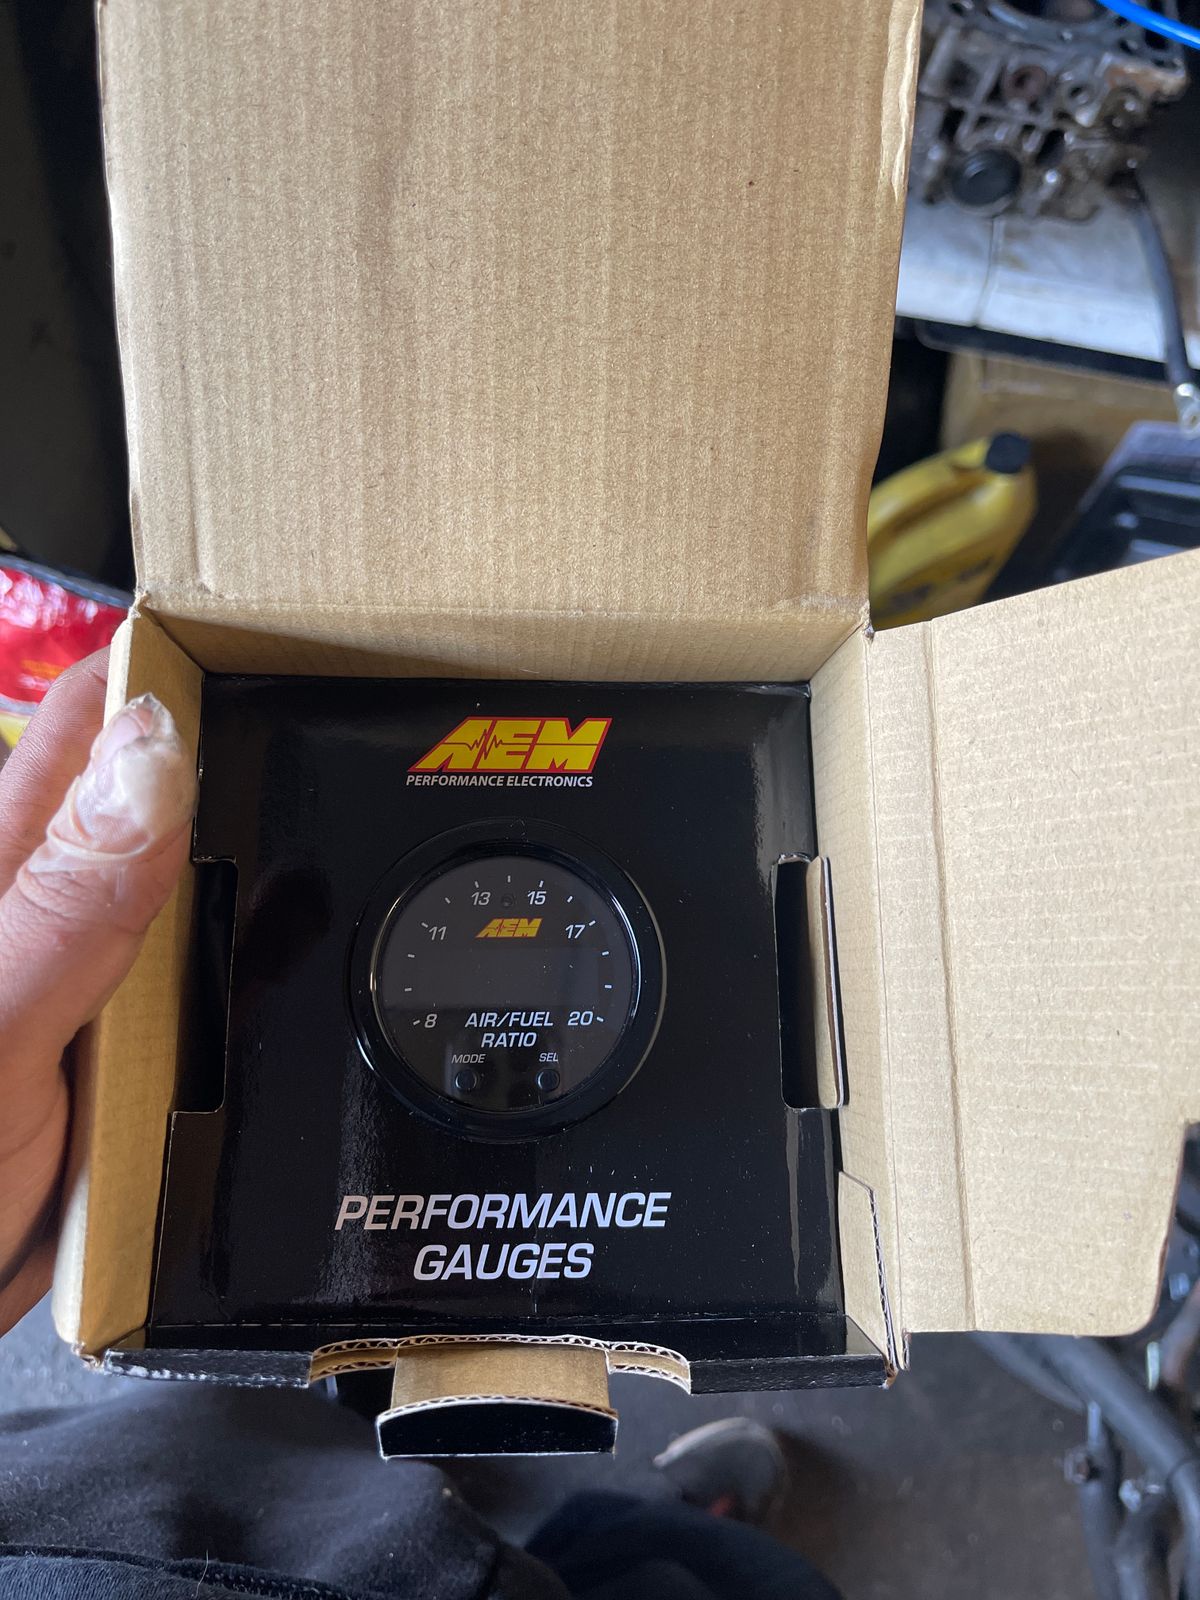 AEM
PERFORMANCE ELECTRONICS
13 15
11 AEM 17
8 AIR/FUEL 20
RATIO
MODE SEL
PERFORMANCE
GAUGES